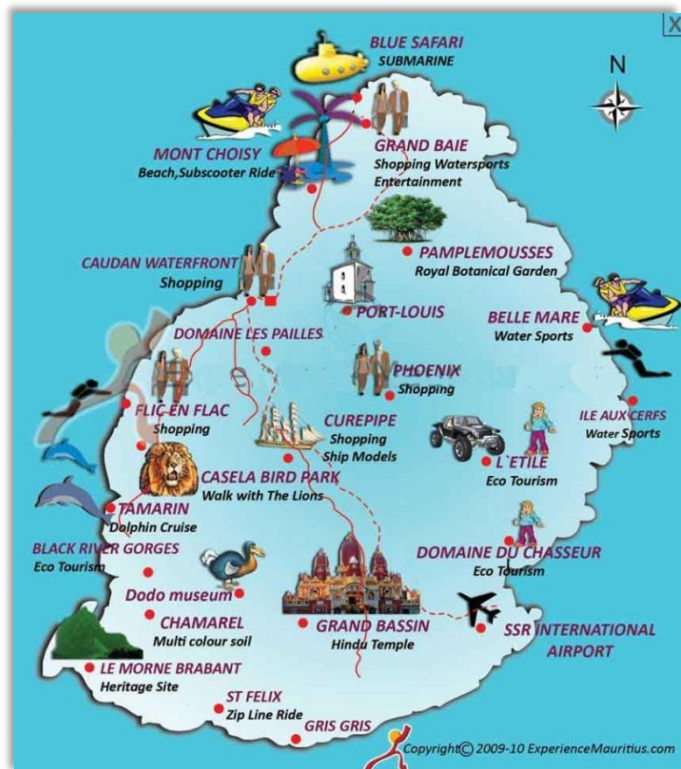 X
BLUE SAFARI
SUBMARINE
N
MONT CHOISY
Beach,Subscooter Ride
GRAND BAIE
Shopping Watersports
Entertainment
PAMPLEMOUSSES
Royal Botanical Garden
CAUDAN WATERFRONT
Shopping
PORT-LOUIS
BELLE MARE
Water Sports
DOMAINE LES PAILLES
PHOENIX
Shopping
FLIC EN FLAC
Shopping
CUREPIPE
Shopping
Ship Models
ILE AUX CERFS
Water Sports
L`ETILE
Eco Tourism
CASELA BIRD PARK
Walk with The Lions
TAMARIN
Dolphin Cruise
BLACK RIVER GORGES
Eco Tourism
DOMAINE DU CHASSEUR
Eco Tourism
Dodo museum
CHAMAREL
Multi colour soil
GRAND BASSIN
Hindu Temple
SSR INTERNATIONAL
AIRPORT
LE MORNE BRABANT
Heritage Site
ST FELIX
Zip Line Ride
GRIS GRIS
Copyright© 2009-10 ExperienceMauritius.com